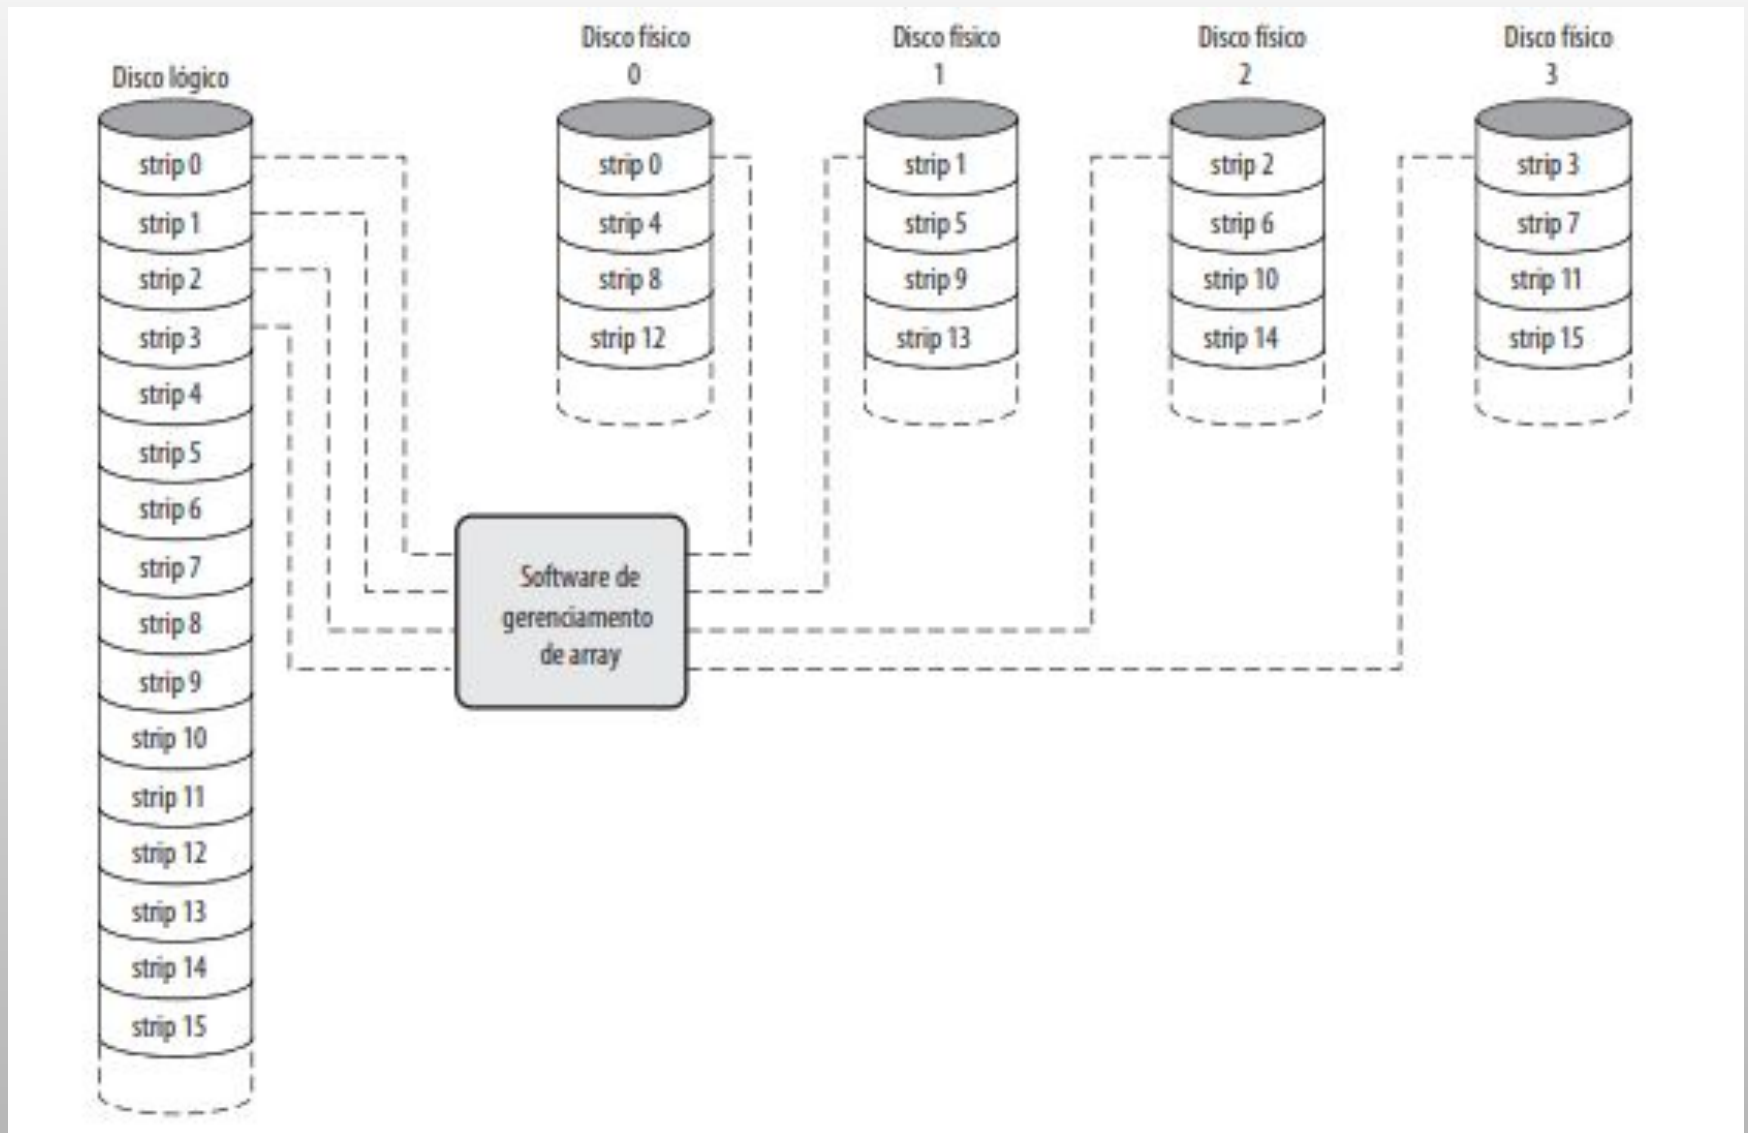 Disco lógico
strip 0
strip 1
strip 2
strip 3
strip 4
strip 5
strip 6
strip 7
strip 8
strip 9
strip 10
strip 11
strip 12
strip 13
strip 14
strip 15
Disco físico
0
strip 0
strip 4
strip 8
strip 12
Disco físico
1
strip 1
strip 5
strip 9
strip 13
Disco físico
2
strip 2
strip 6
strip 10
strip 14
Disco físico
3
strip 3
strip 7
strip 11
strip 15
Software de
gerenciamento
de array